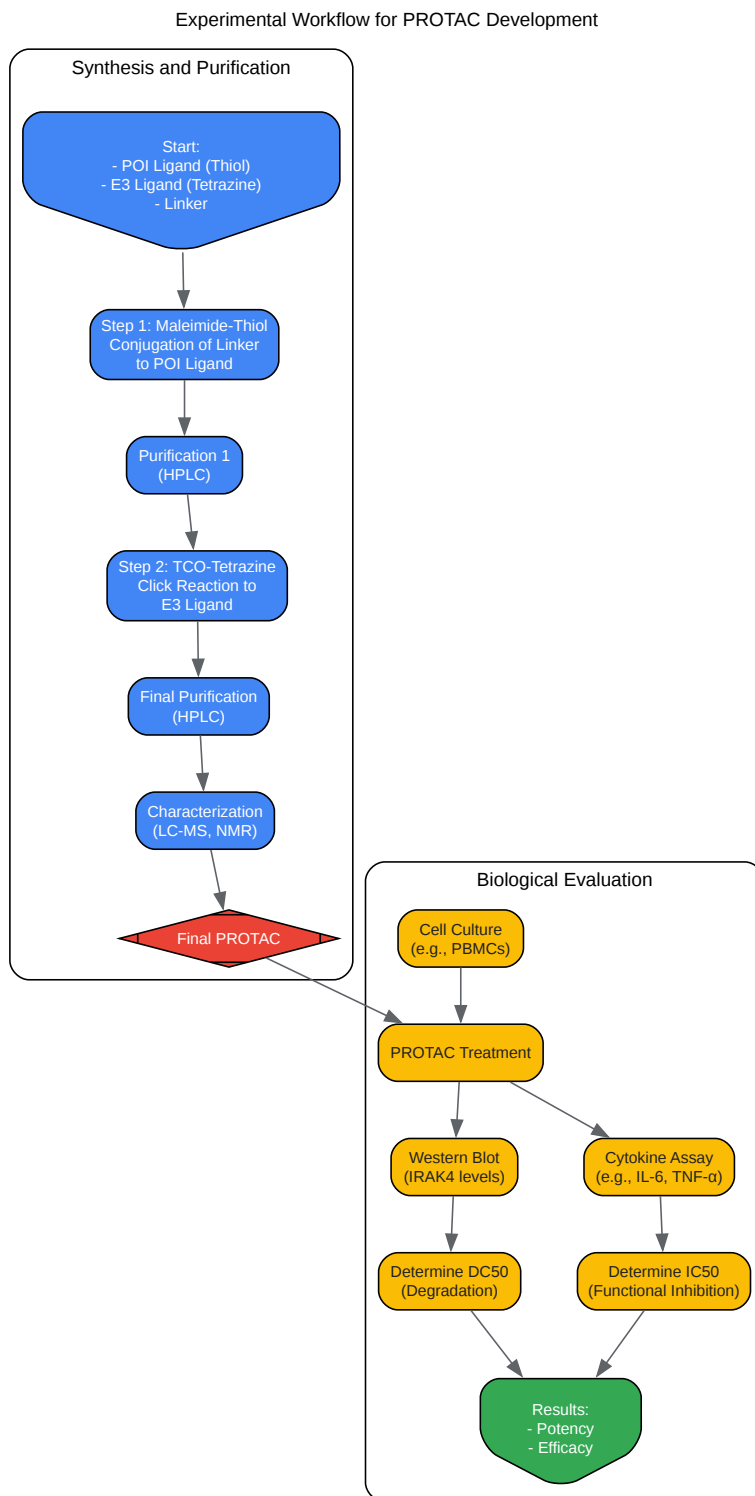 Experimental Workflow for PROTAC Development
Synthesis and Purification
Start:
- POI Ligand (Thiol)
- E3 Ligand (Tetrazine)
- Linker
Step 1: Maleimide-Thiol
Conjugation of Linker
to POI Ligand
Purification 1
(HPLC)
Step 2: TCO-Tetrazine
Click Reaction to
E3 Ligand
Final Purification
(HPLC)
Characterization
(LC-MS, NMR)
Final PROTAC
Biological Evaluation
Cell Culture
(e.g., PBMCs)
PROTAC Treatment
Western Blot
(IRAK4 levels)
Cytokine Assay
(e.g., IL-6, TNF-α)
Determine DC50
(Degradation)
Determine IC50
(Functional Inhibition)
Results:
- Potency
- Efficacy